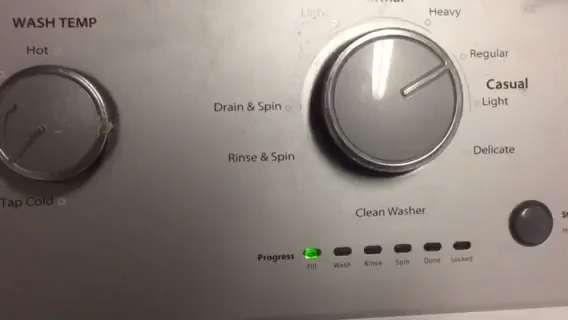 WASH TEMP
Hot
Tap Cold
Light
Heavy
Regular
Casual
Light
Delicate
Drain & Spin
Rinse & Spin
Clean Washer
Progress
Fill
Wash
Rinse
Spin
Done
Locked